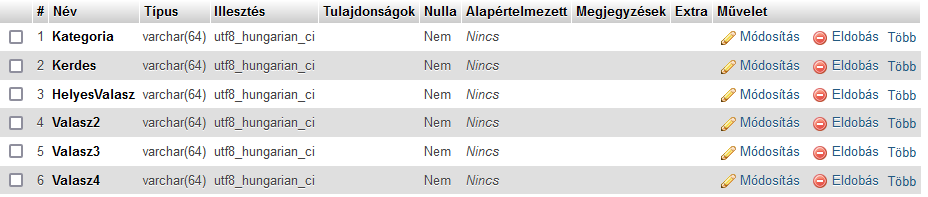 # Név Típus Illesztés Tulajdonságok Nulla Alapértelmezett Megjegyzések Extra Művelet
1 Kategoria varchar(64) utf8_hungarian_ci Nem Nincs Módosítás Eldobás Több
2 Kerdes varchar(64) utf8_hungarian_ci Nem Nincs Módosítás Eldobás Több
3 HelyesValasz varchar(64) utf8_hungarian_ci Nem Nincs Módosítás Eldobás Több
4 Valasz2 varchar(64) utf8_hungarian_ci Nem Nincs Módosítás Eldobás Több
5 Valasz3 varchar(64) utf8_hungarian_ci Nem Nincs Módosítás Eldobás Több
6 Valasz4 varchar(64) utf8_hungarian_ci Nem Nincs Módosítás Eldobás Több